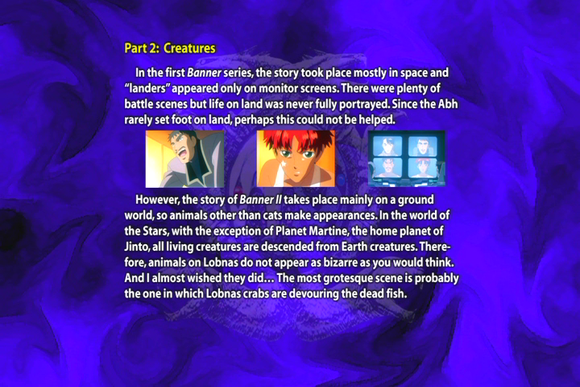 Part 2: Creatures
In the first Banner series, the story took place mostly in space and
“landers” appeared only on monitor screens. There were plenty of
battle scenes but life on land was never fully portrayed. Since the Abh
rarely set foot on land, perhaps this could not be helped.
However, the story of Banner II takes place mainly on a ground
world, so animals other than cats make appearances. In the world of
the Stars, with the exception of Planet Martine, the home planet of
Jinto, all living creatures are descended from Earth creatures. There-
fore, animals on Lobnas do not appear as bizarre as you would think.
And I almost wished they did... The most grotesque scene is probably
the one in which Lobnas crabs are devouring the dead fish.